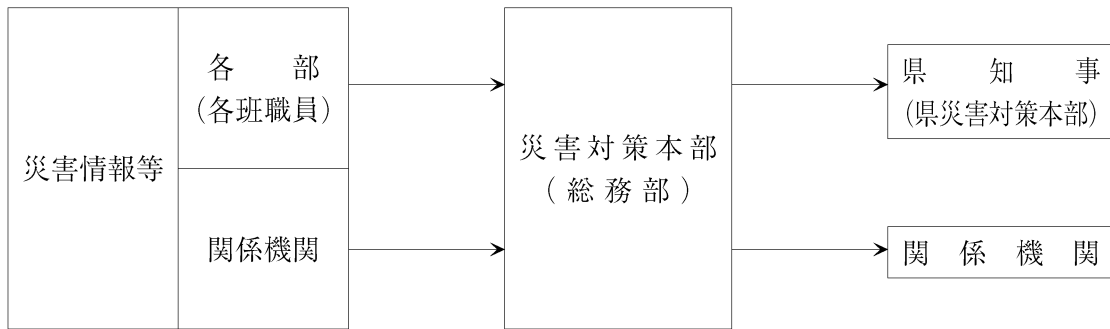 災害情報等
各部
(各班職員)
関係機関
災害対策本部
(総務部)
県知事
(県災害対策本部)
関係機関